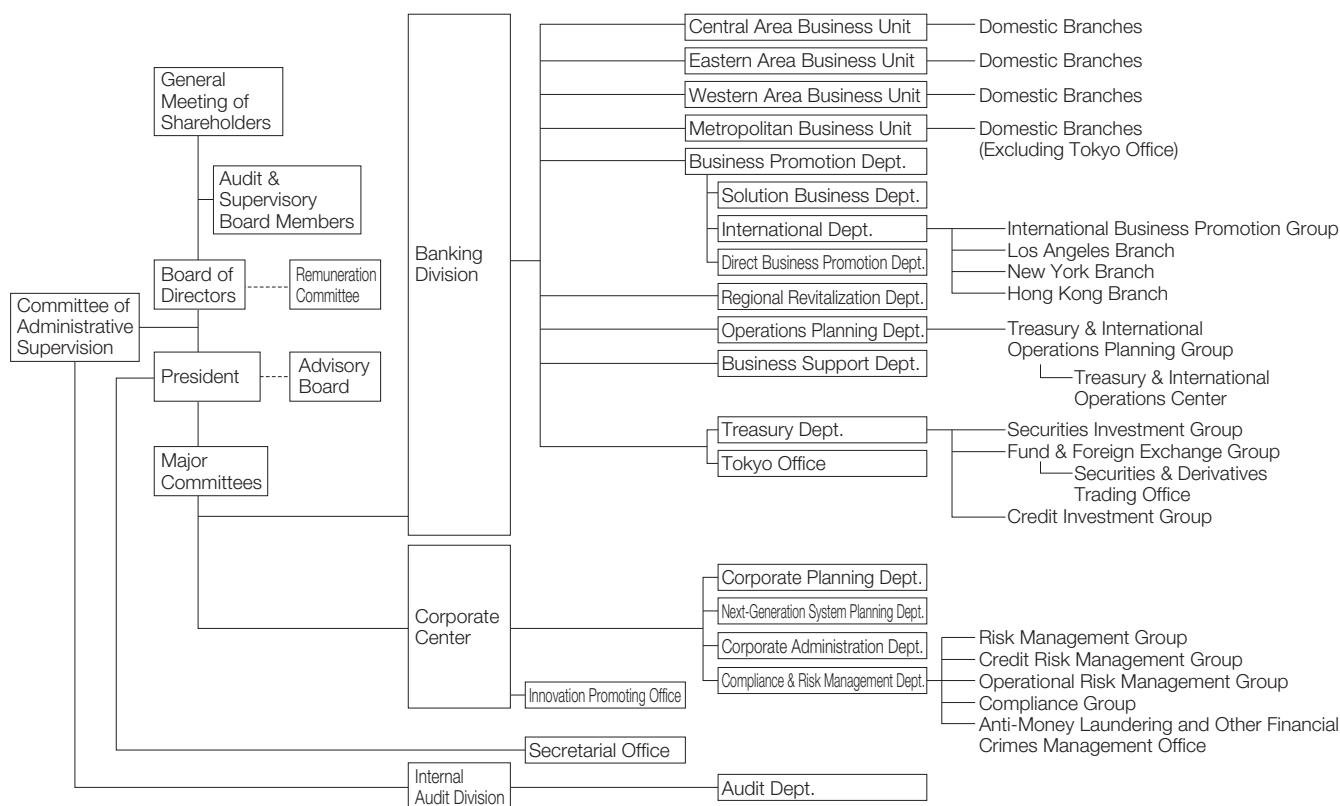 General
Meeting of
Shareholders
Audit &
Supervisory
Board Members
Board of
Directors
Remuneration
Committee
Committee of
Administrative
Supervision
President
Advisory
Board
Major
Committees
Banking
Division
Central Area Business Unit
Domestic Branches
Eastern Area Business Unit
Domestic Branches
Western Area Business Unit
Domestic Branches
Metropolitan Business Unit
Domestic Branches
(Excluding Tokyo Office)
Business Promotion Dept.
Solution Business Dept.
International Dept.
International Business Promotion Group
Los Angeles Branch
New York Branch
Hong Kong Branch
Direct Business Promotion Dept.
Regional Revitalization Dept.
Operations Planning Dept.
Treasury & International
Operations Planning Group
Treasury & International
Operations Center
Business Support Dept.
Treasury Dept.
Securities Investment Group
Fund & Foreign Exchange Group
Securities & Derivatives
Trading Office
Credit Investment Group
Tokyo Office
Corporate
Center
Corporate Planning Dept.
Next-Generation System Planning Dept.
Corporate Administration Dept.
Compliance & Risk Management Dept.
Risk Management Group
Credit Risk Management Group
Operational Risk Management Group
Compliance Group
Anti-Money Laundering and Other Financial
Crimes Management Office
Innovation Promoting Office
Secretarial Office
Internal
Audit Division
Audit Dept.